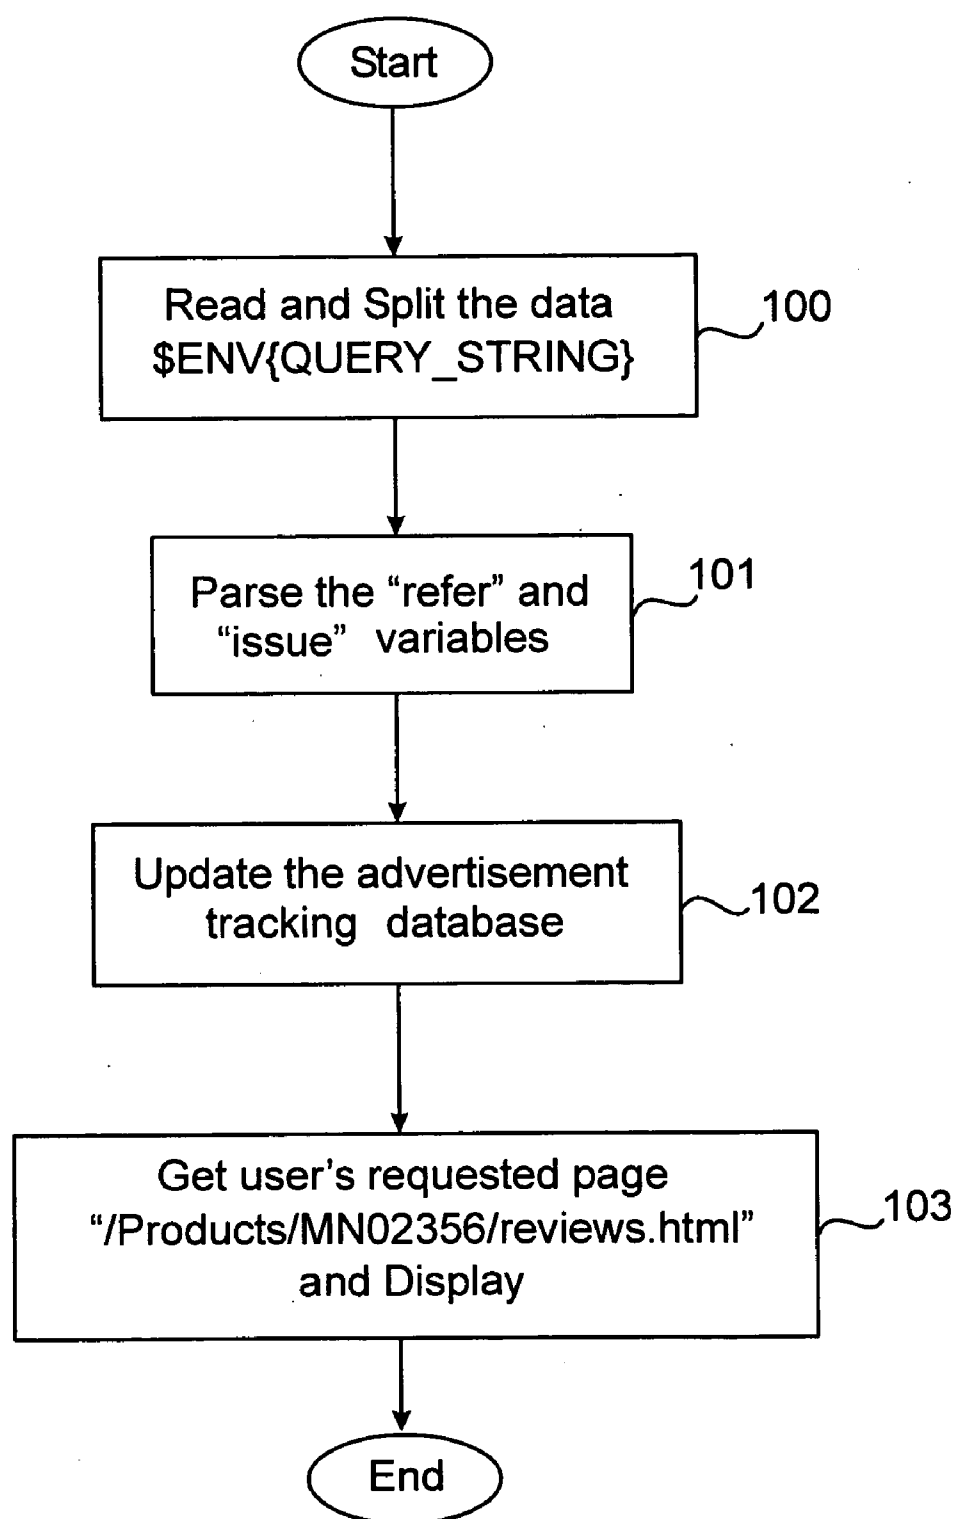 Start
Read and Split the data
$ENV{QUERY_STRING}
100
Parse the “refer” and
“issue” variables
101
Update the advertisement
tracking database
102
Get user’s requested page
“/Products/MN02356/reviews.html”
and Display
103
End